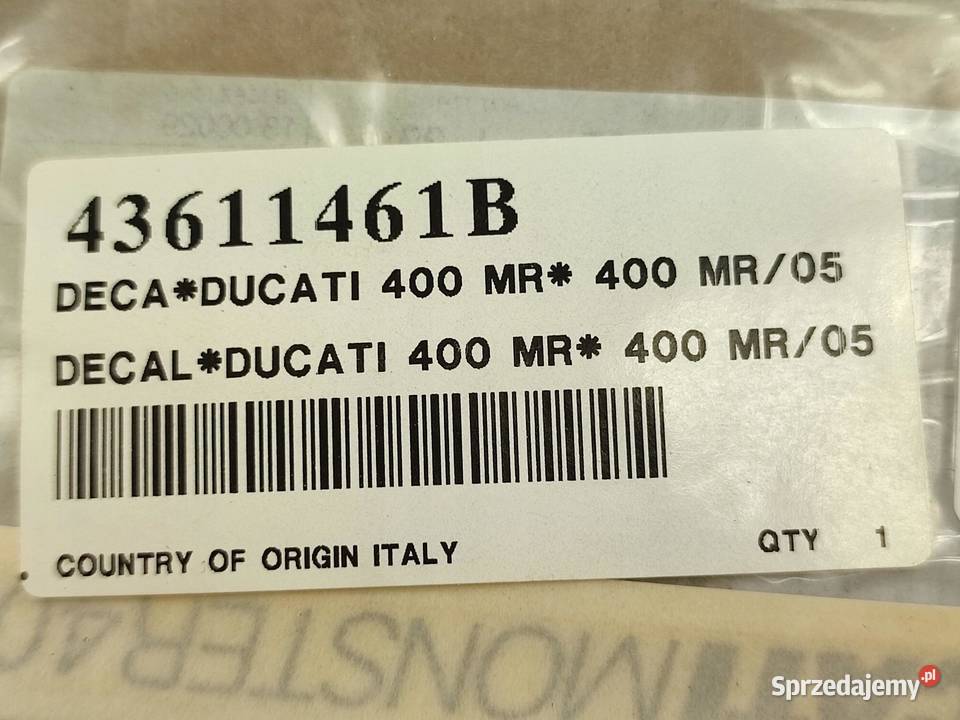 43611461B
DECA*DUCATI 400 MR* 400 MR/05
DECAL*DUCATI 400 MR* 400 MR/05
COUNTRY OF ORIGIN ITALY
QTY 1
MONSTER
Sprzedajemy.pl